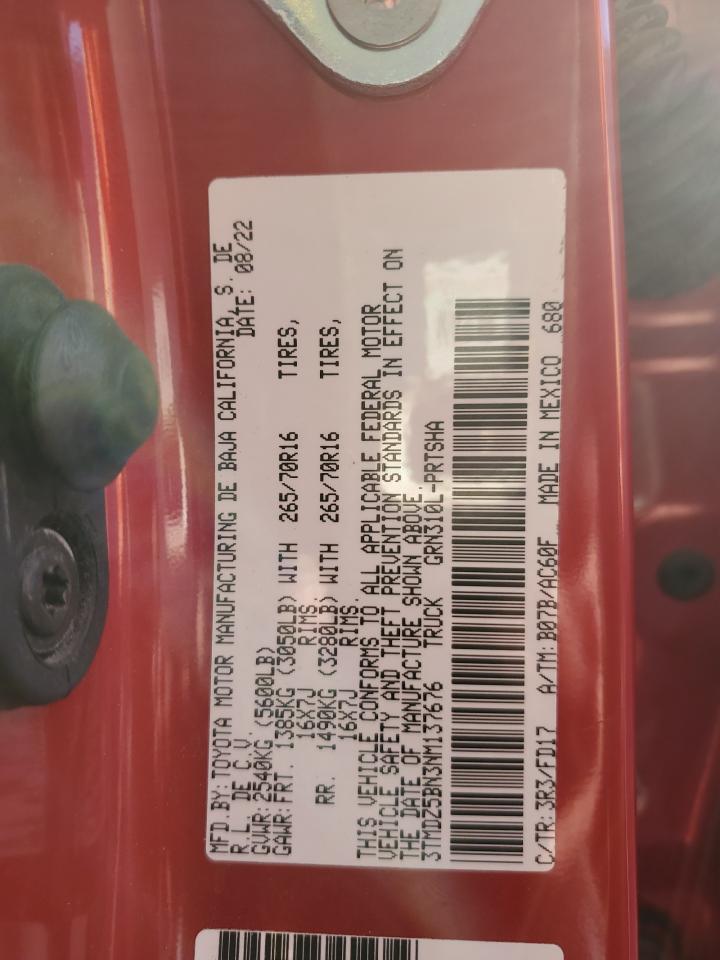 MFD.BY:TOYOTA MOTOR MANUFACTURING DE BAJA CALIFORNIA, S. DE
R.L. DE C.V. DATE: 08/22
GVWR:2540KG (5600LB)
GAWR:FRT. 1385KG (3050LB) WITH 265/70R16 TIRES,
16X7J RIMS,
RR. 1490KG (3280LB) WITH 265/70R16 TIRES,
16X7J RIMS.
THIS VEHICLE CONFORMS TO ALL APPLICABLE FEDERAL MOTOR
VEHICLE SAFETY AND THEFT PREVENTION STANDARDS IN EFFECT ON
THE DATE OF MANUFACTURE SHOWN ABOVE.
3TMDZ5BN3NM137676 TRUCK GRN310L-PRTSHA
C/TR:3R3/FD17 A/TM:B07B/AC60F MADE IN MEXICO 680